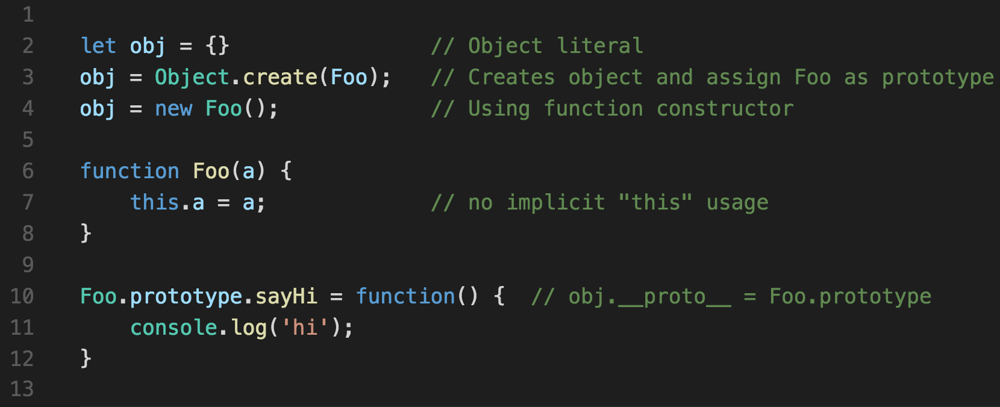 1
2 let obj = {} // Object literal
3 obj = Object.create(Foo); // Creates object and assign Foo as prototype
4 obj = new Foo(); // Using function constructor
5
6 function Foo(a) {
7 this.a = a; // no implicit "this" usage
8 }
9
10 Foo.prototype.sayHi = function() { // obj.__proto__ = Foo.prototype
11 console.log('hi');
12 }
13